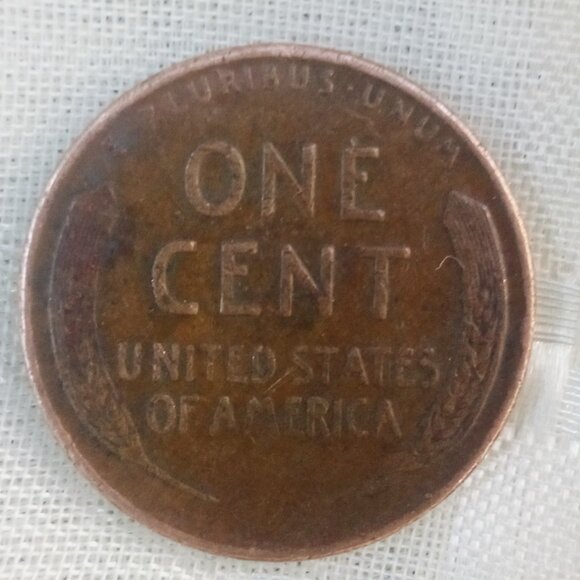 E PLURIBUS·UNUM
ONE
CENT
UNITED STATES
OF AMERICA